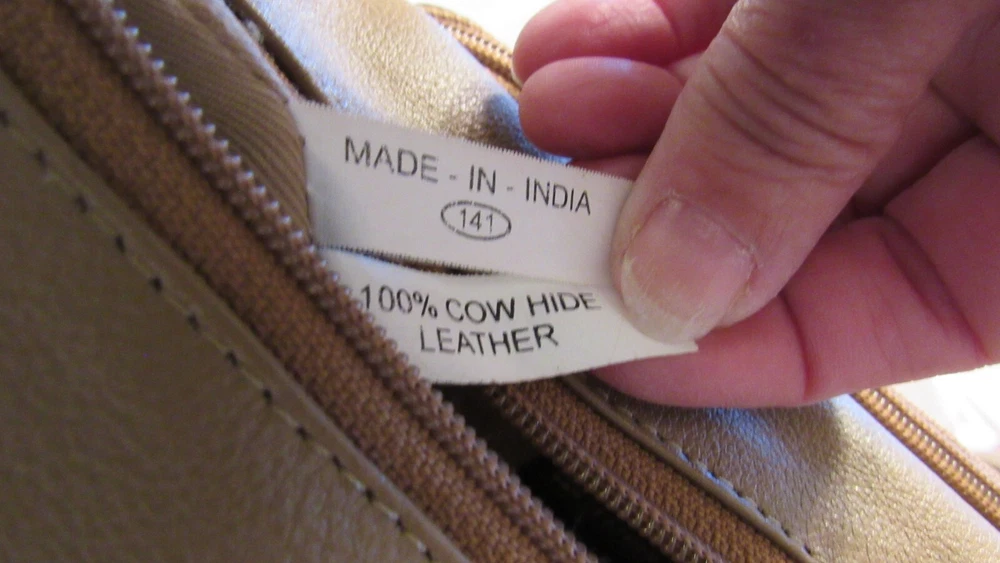 MADE - IN - INDIA
141
100% COW HIDE
LEATHER